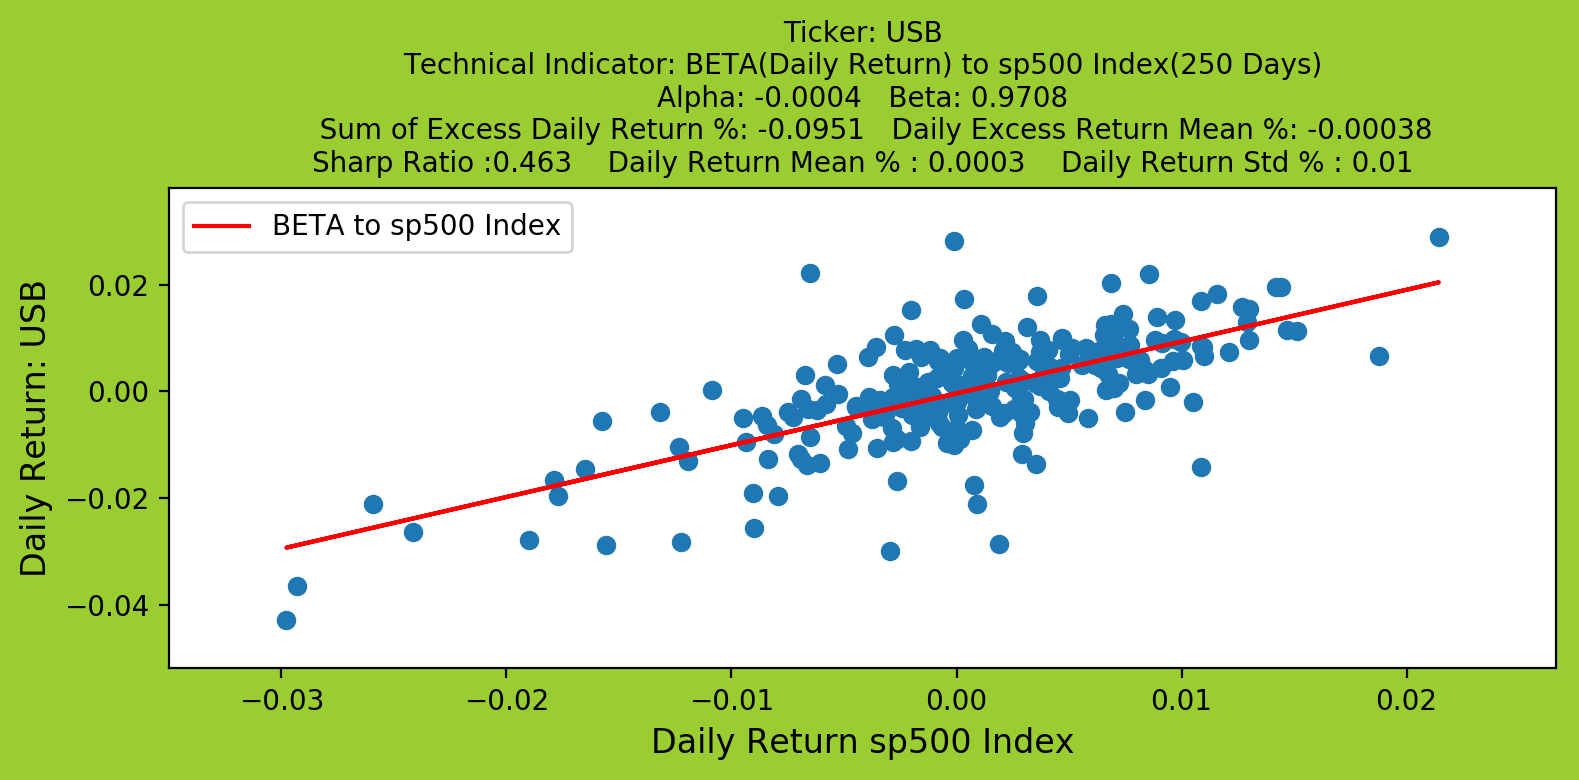 Ticker: USB
Technical Indicator: BETA(Daily Return) to sp500 Index(250 Days)
Alpha: -0.0004   Beta: 0.9708
Sum of Excess Daily Return %: -0.0951   Daily Excess Return Mean %: -0.00038
Sharp Ratio :0.463    Daily Return Mean % : 0.0003    Daily Return Std % : 0.01
BETA to sp500 Index
Daily Return: USB
0.02
0.00
−0.02
−0.04
−0.03 −0.02 −0.01 0.00 0.01 0.02
Daily Return sp500 Index